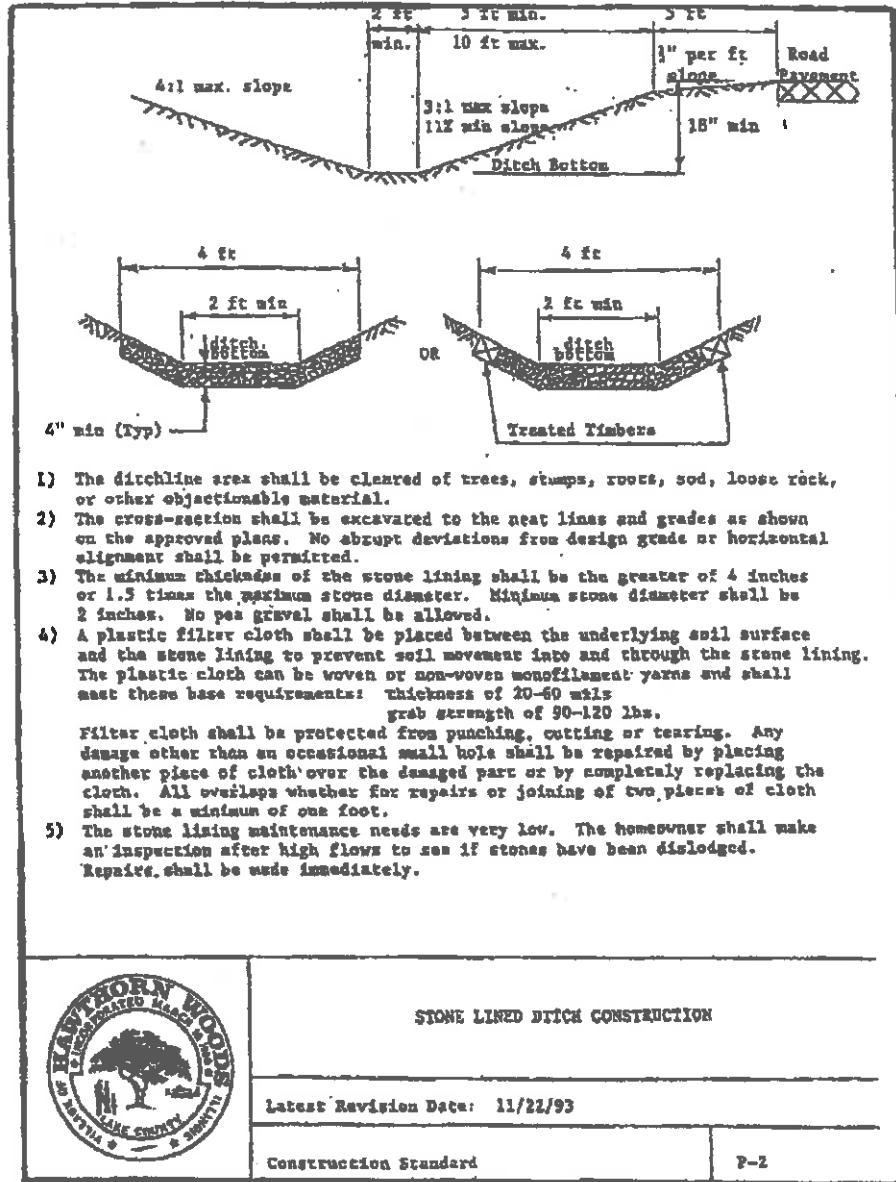 2 ft
min.
ft min.
10 ft max.
ft
" per ft
slope
Road
Pavement
4:1 max. slope
3:1 max slope
min slope
18" min
Ditch Bottom
4 ft
2 ft min
ditch
bottom
OR
4 ft
2 ft min
ditch
bottom
4" min (Typ)
Treated Timbers
1) The ditchline area shall be cleared of trees, stumps, roots, sod, loose rock,
or other objectionable material.
2) The cross-section shall be excavated to the neat lines and grades as shown
on the approved plans. No abrupt deviations from design grade or horizontal
alignment shall be permitted.
3) The minimum thickness of the stone lining shall be the greater of 4 inches
or 1.5 times the maximum stone diameter. Minimum stone diameter shall be
2 inches. No pea gravel shall be allowed.
4) A plastic filter cloth shall be placed between the underlying soil surface
and the stone lining to prevent soil movement into and through the stone lining.
The plastic cloth can be woven or non-woven monofilament yarns and shall
meet these base requirements: thickness of 20-60 mils
grab strength of 90-120 lbs.
Filter cloth shall be protected from punching, cutting or tearing. Any
damage other than an occasional small hole shall be repaired by placing
another piece of cloth over the damaged part or by completely replacing the
cloth. All overlaps whether for repairs or joining of two pieces of cloth
shall be a minimum of one foot.
5) The stone lining maintenance needs are very low. The homeowner shall make
an inspection after high flows to see if stones have been dislodged.
Repairs shall be made immediately.
VILLAGE OF HAWTHORN WOODS ILLINOIS
INCORPORATED MARCH
LAKE COUNTY
STONE LINED DITCH CONSTRUCTION
Latest Revision Date: 11/22/93
Construction Standard
P-2